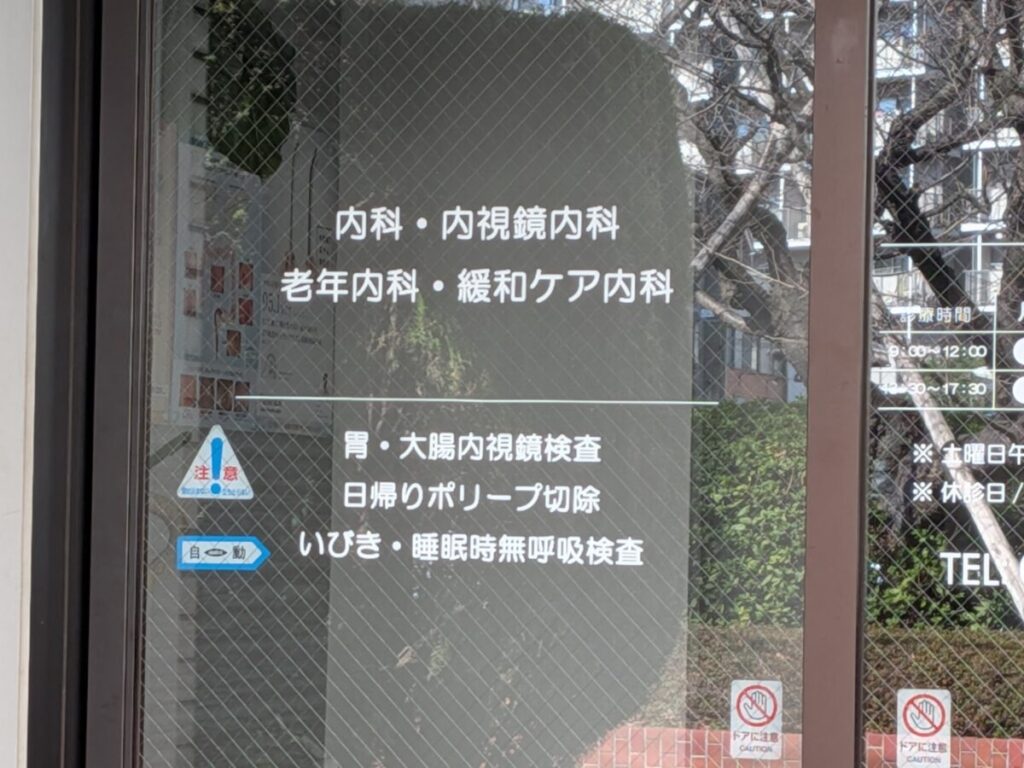 内科・内視鏡内科
老年内科・緩和ケア内科
胃・大腸内視鏡検査
日帰りポリープ切除
いびき・睡眠時無呼吸検査
注意
自動
診療時間
9:00～12:00
30～17:30
※ 土曜日午
※ 休診日 /
TEL
ドアに注意
CAUTION
ドアに注意
CAUTION